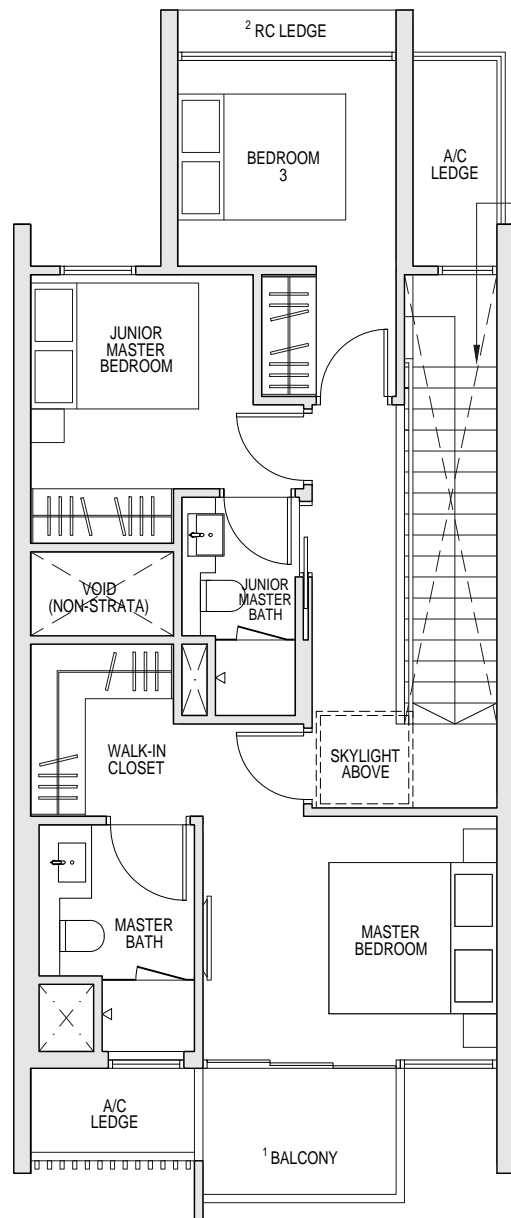 2 RC LEDGE
BEDROOM
3
A/C
LEDGE
JUNIOR
MASTER
BEDROOM
VOID
(NON-STRATA)
JUNIOR
MASTER
BATH
WALK-IN
CLOSET
SKYLIGHT
ABOVE
MASTER
BATH
MASTER
BEDROOM
A/C
LEDGE
1 BALCONY